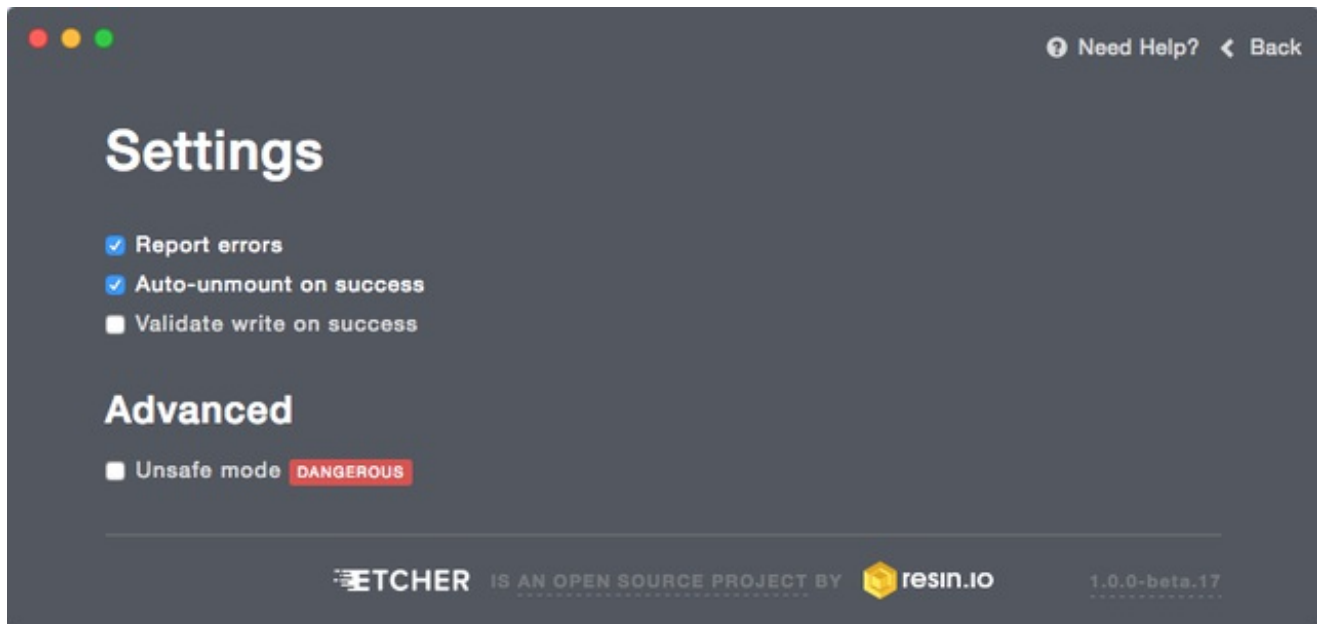 Need Help? Back
Settings
Report errors
Auto-unmount on success
Validate write on success
Advanced
Unsafe mode DANGEROUS
ETCHER IS AN OPEN SOURCE PROJECT BY resin.io 1.0.0-beta.17